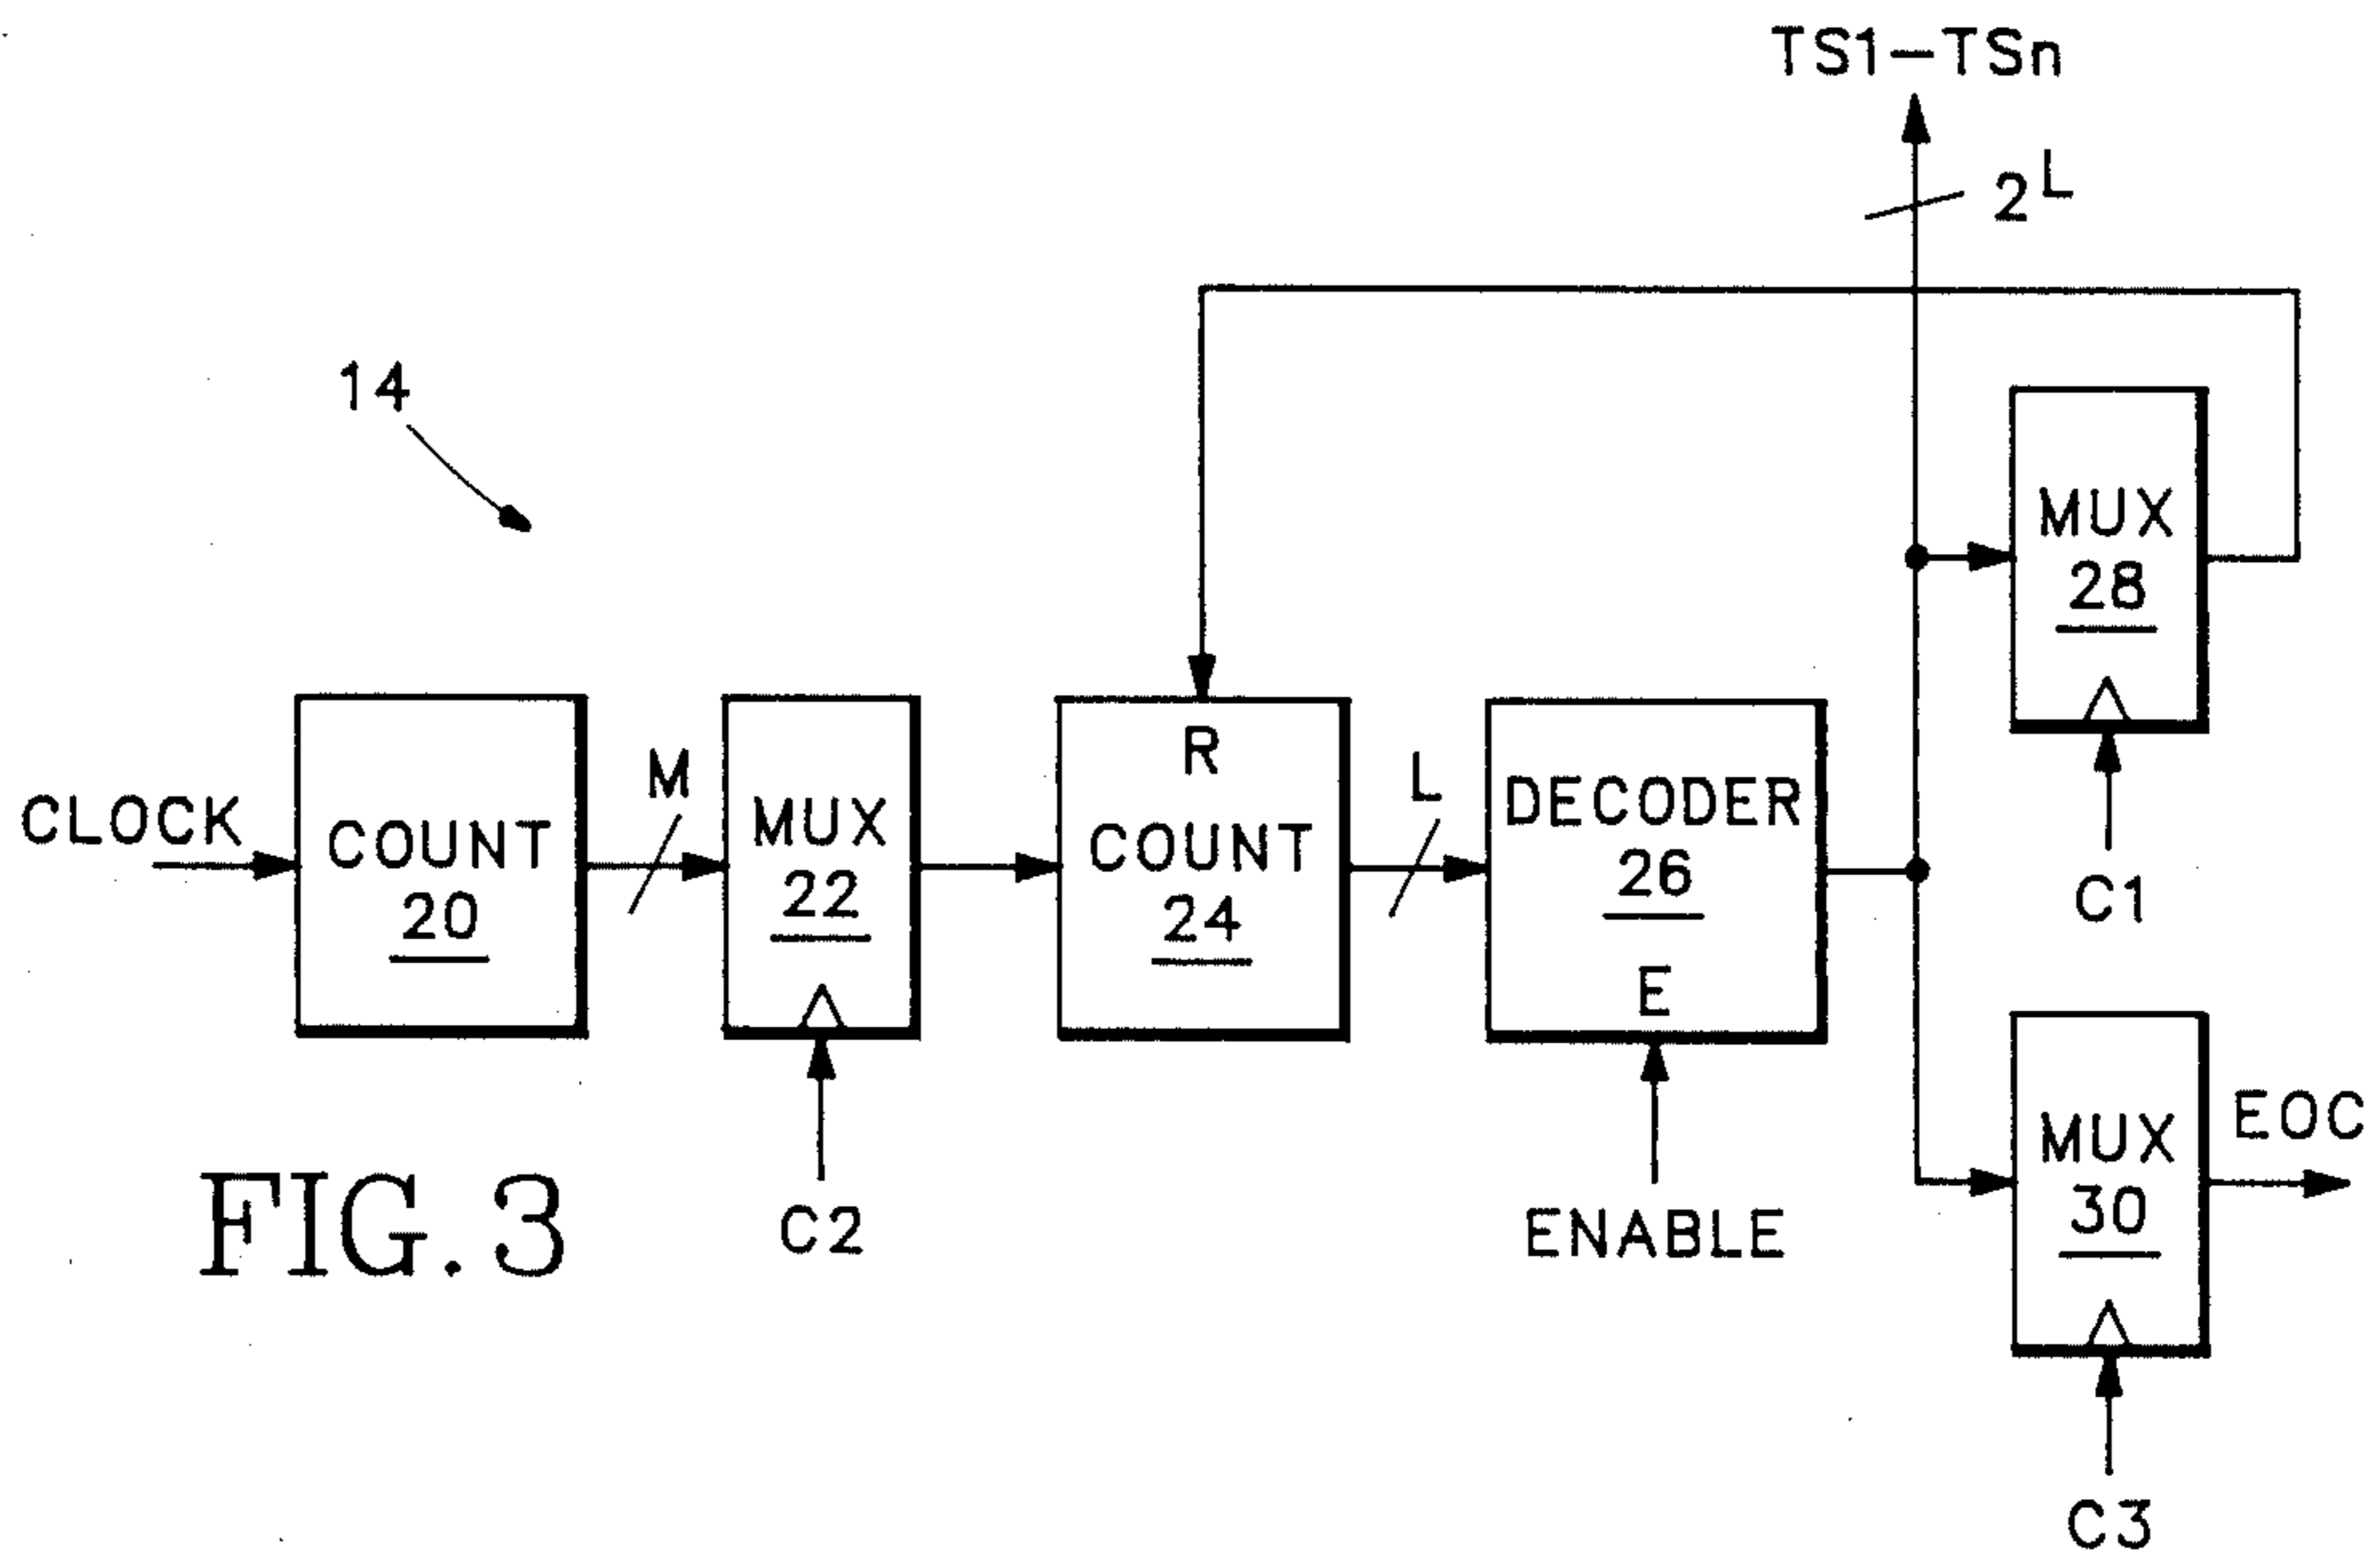 TS1-TSn
2^L
14
MUX
28
C1
CLOCK
COUNT
20
M
MUX
22
C2
R
COUNT
24
L
DECODER
26
E
ENABLE
MUX
30
EOC
C3
FIG. 3